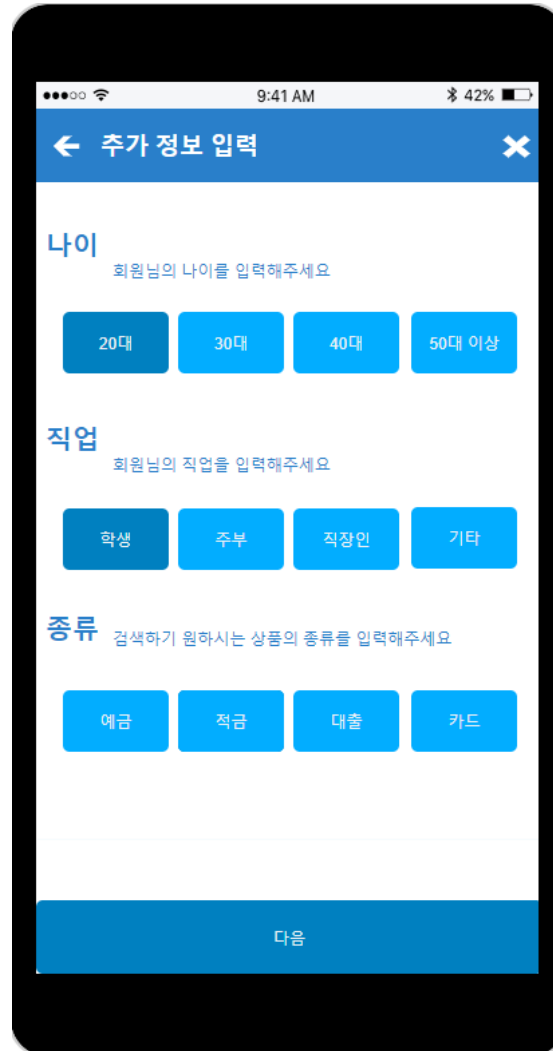 9:41 AM 42%
추가 정보 입력
나이
회원님의 나이를 입력해주세요
20대 30대 40대 50대 이상
직업
회원님의 직업을 입력해주세요
학생 주부 직장인 기타
종류 검색하기 원하시는 상품의 종류를 입력해주세요
예금 적금 대출 카드
다음